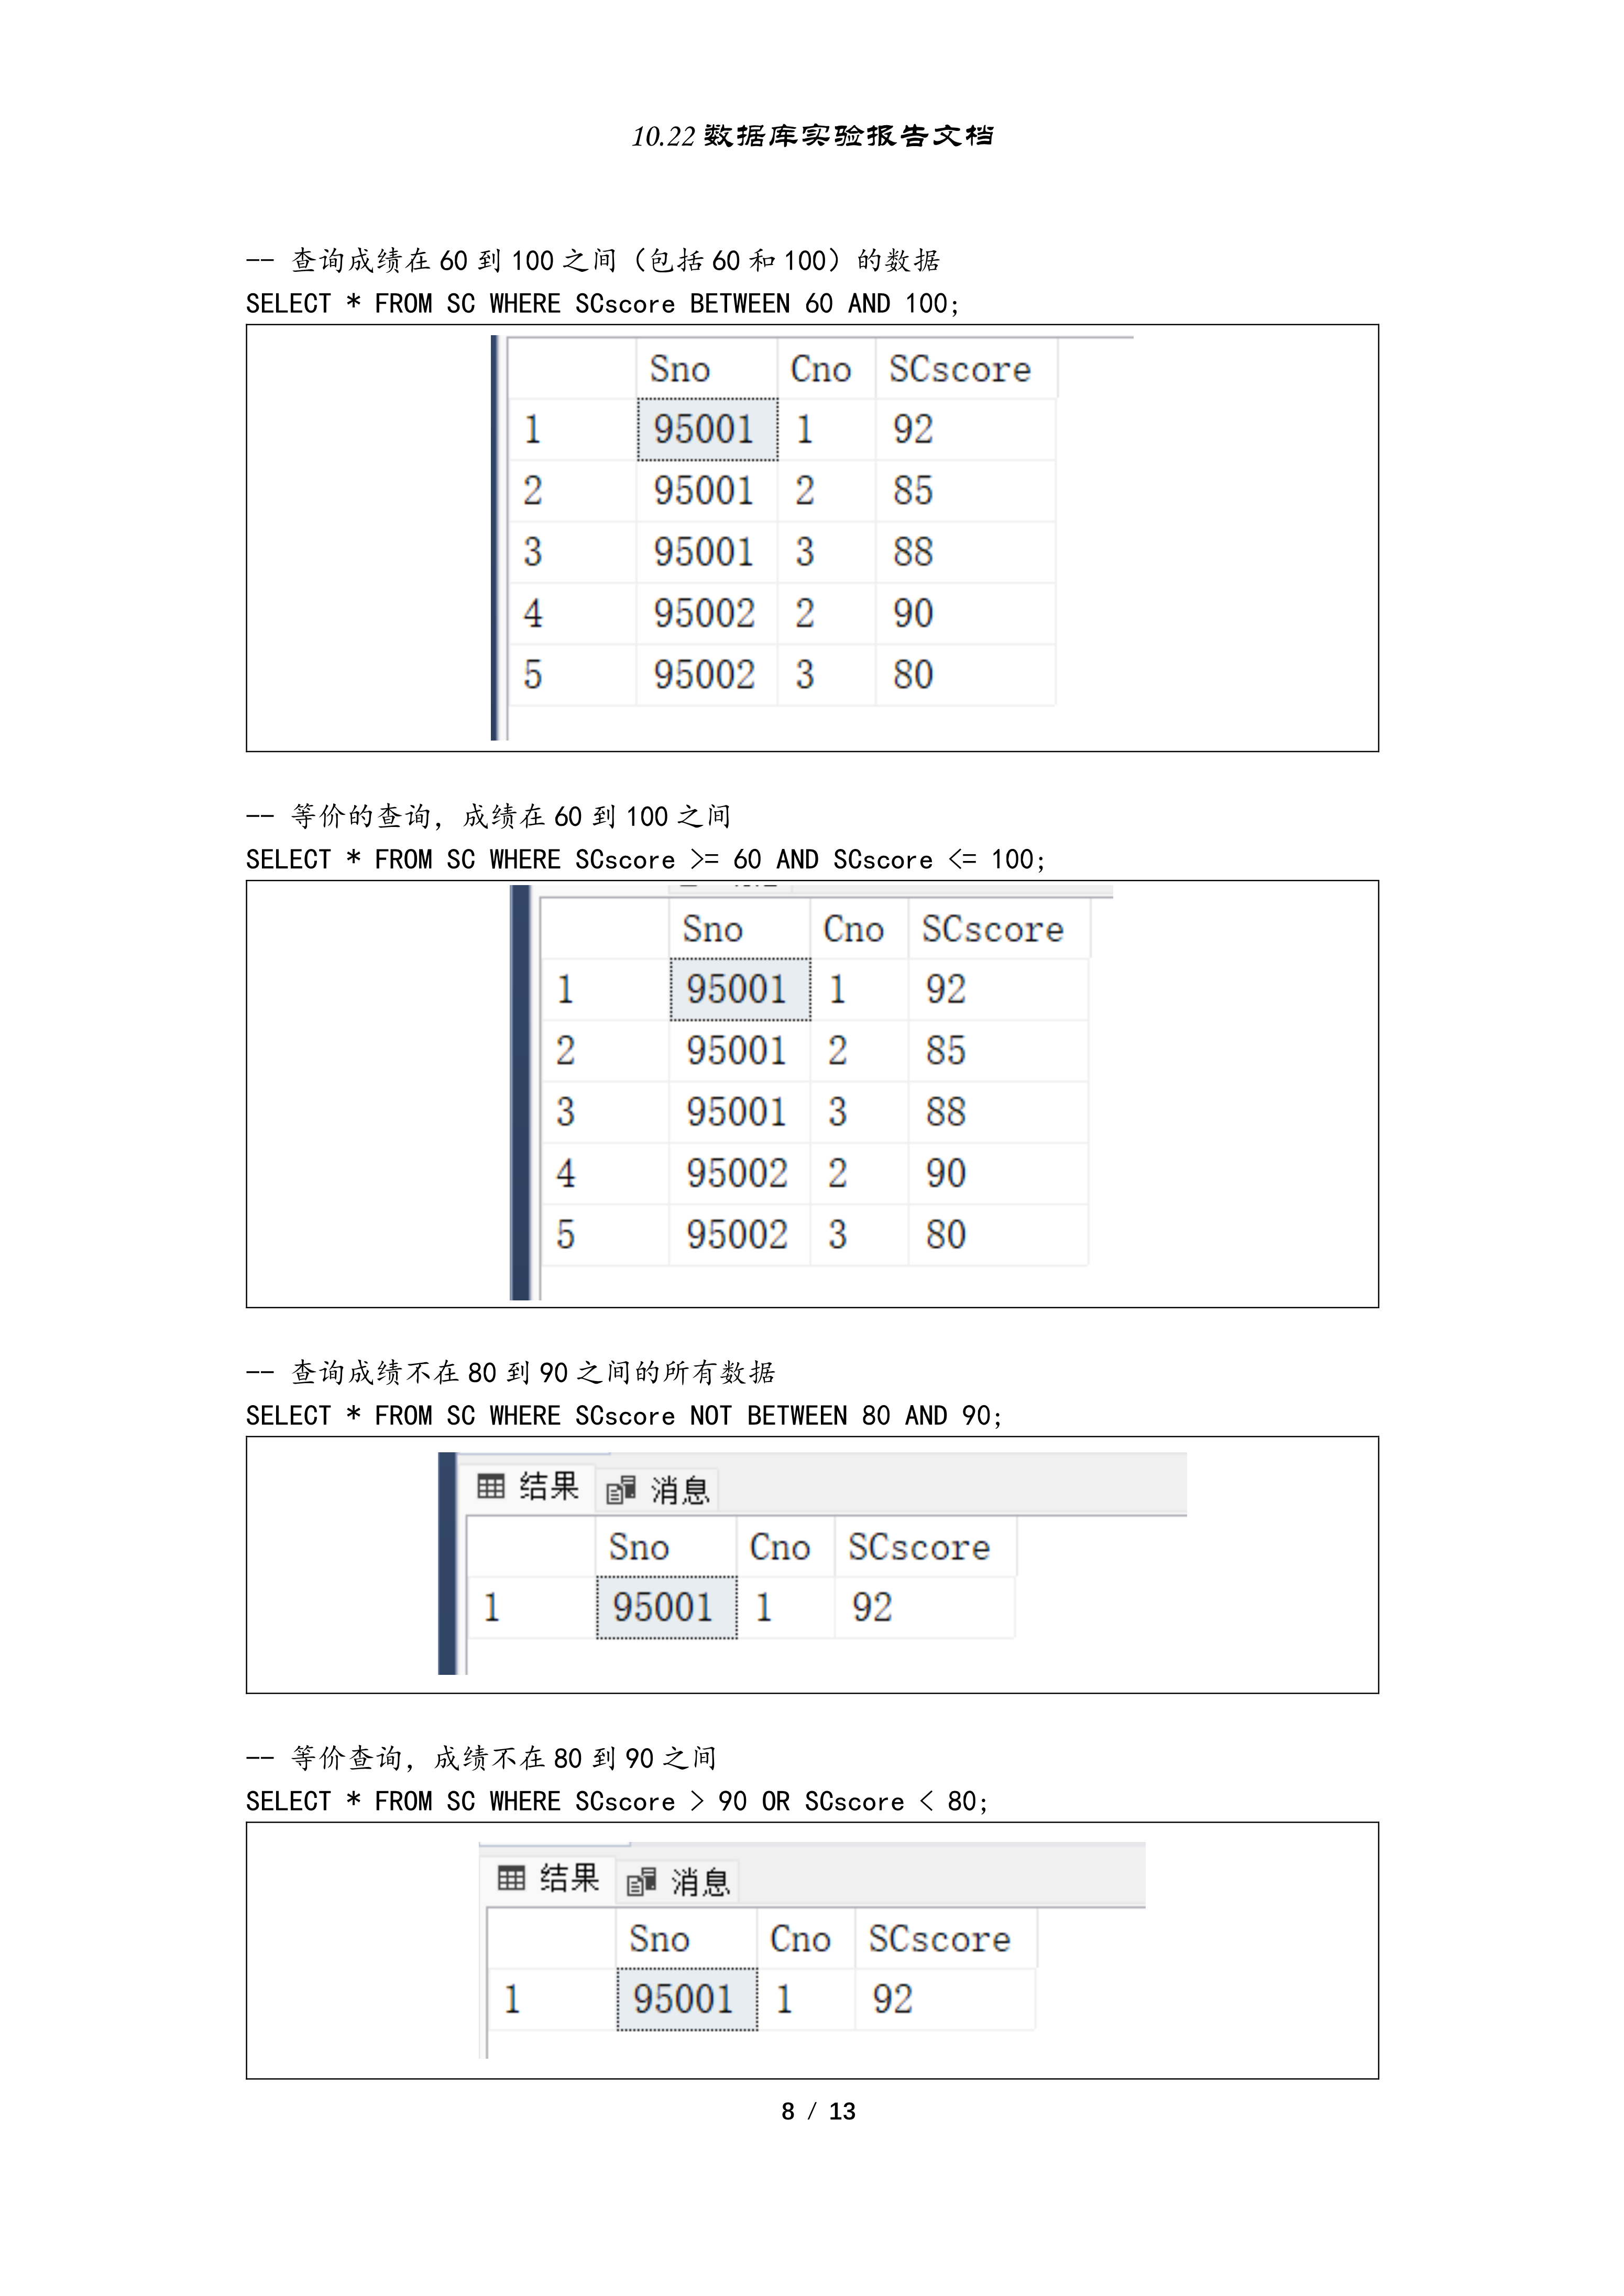 10.22 数据库实验报告文档
-- 查询成绩在 60 到 100 之间（包括 60 和 100）的数据
SELECT * FROM SC WHERE SCscore BETWEEN 60 AND 100;
Sno Cno SCscore
1 95001 1 92
2 95001 2 85
3 95001 3 88
4 95002 2 90
5 95002 3 80
-- 等价的查询，成绩在 60 到 100 之间
SELECT * FROM SC WHERE SCscore >= 60 AND SCscore <= 100;
Sno Cno SCscore
1 95001 1 92
2 95001 2 85
3 95001 3 88
4 95002 2 90
5 95002 3 80
-- 查询成绩不在 80 到 90 之间的所有数据
SELECT * FROM SC WHERE SCscore NOT BETWEEN 80 AND 90;
结果 消息
Sno Cno SCscore
1 95001 1 92
-- 等价查询，成绩不在 80 到 90 之间
SELECT * FROM SC WHERE SCscore > 90 OR SCscore < 80;
结果 消息
Sno Cno SCscore
1 95001 1 92
8 / 13